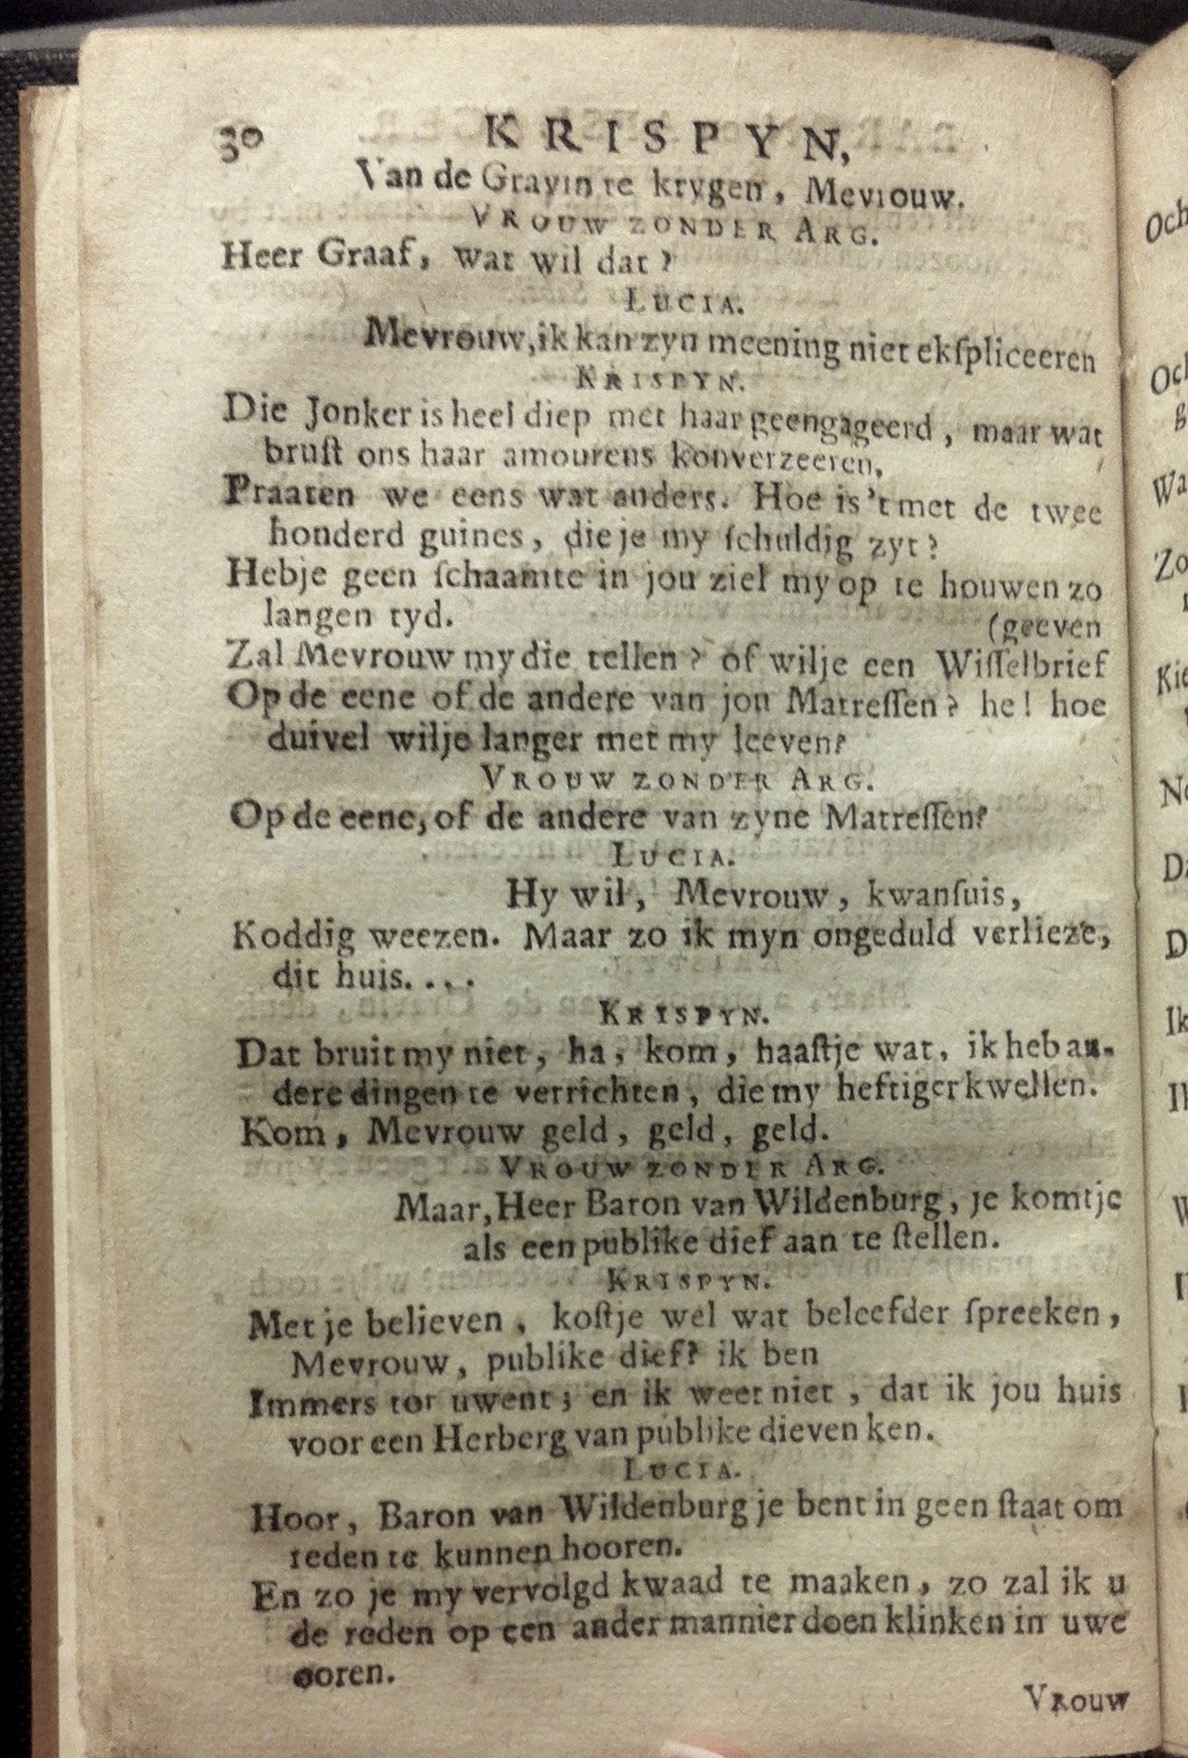 30 KRISPYN,
Van de Gravin te krygen, Mevrouw.
VROUW ZONDER ARG.
Heer Graaf, wat wil dat?
LUCIA.
Mevrouw, ik kan zyn meening niet ekſpliceeren
KRISPYN.
Die Jonker is heel diep met haar geengageerd, maar wat
bruſt ons haar amoureus konverzeeren.
Praaten we eens wat anders. Hoe is 't met de twee
honderd guines, die je my ſchuldig zyt?
Hebje geen ſchaamte in jou ziel my op te houwen zo
langen tyd. (geeven
Zal Mevrouw my die tellen? of wilje een Wiſſelbrief
Op de eene of de andere van jou Matreſſen? he! hoe
duivel wilje langer met my leeven?
VROUW ZONDER ARG.
Op de eene, of de andere van zyne Matreſſen?
LUCIA.
Hy wil, Mevrouw, kwanſuis,
Koddig weezen. Maar zo ik myn ongeduld verlieze,
dit huis....
KRISPYN.
Dat bruit my niet, ha, kom, haaſtje wat, ik heb an-
dere dingen te verrichten, die my heftiger kwellen.
Kom, Mevrouw geld, geld, geld.
VROUW ZONDER ARG.
Maar, Heer Baron van Wildenburg, je komtje
als een publike dief aan te ſtellen.
KRISPYN.
Met je believen, koſtje wel wat beleefder ſpreeken,
Mevrouw, publike dief? ik ben
Immers tot uwent; en ik weet niet, dat ik jou huis
voor een Herberg van publike dieven ken.
LUCIA.
Hoor, Baron van Wildenburg je bent in geen ſtaat om
reden te kunnen hooren.
En zo je my vervolgd kwaad te maaken, zo zal ik u
de reden op een ander mannier doen klinken in uwe
ooren.
VROUW
Och
Och
g
Wa
Zo
Kie
No
Da
D
Ik